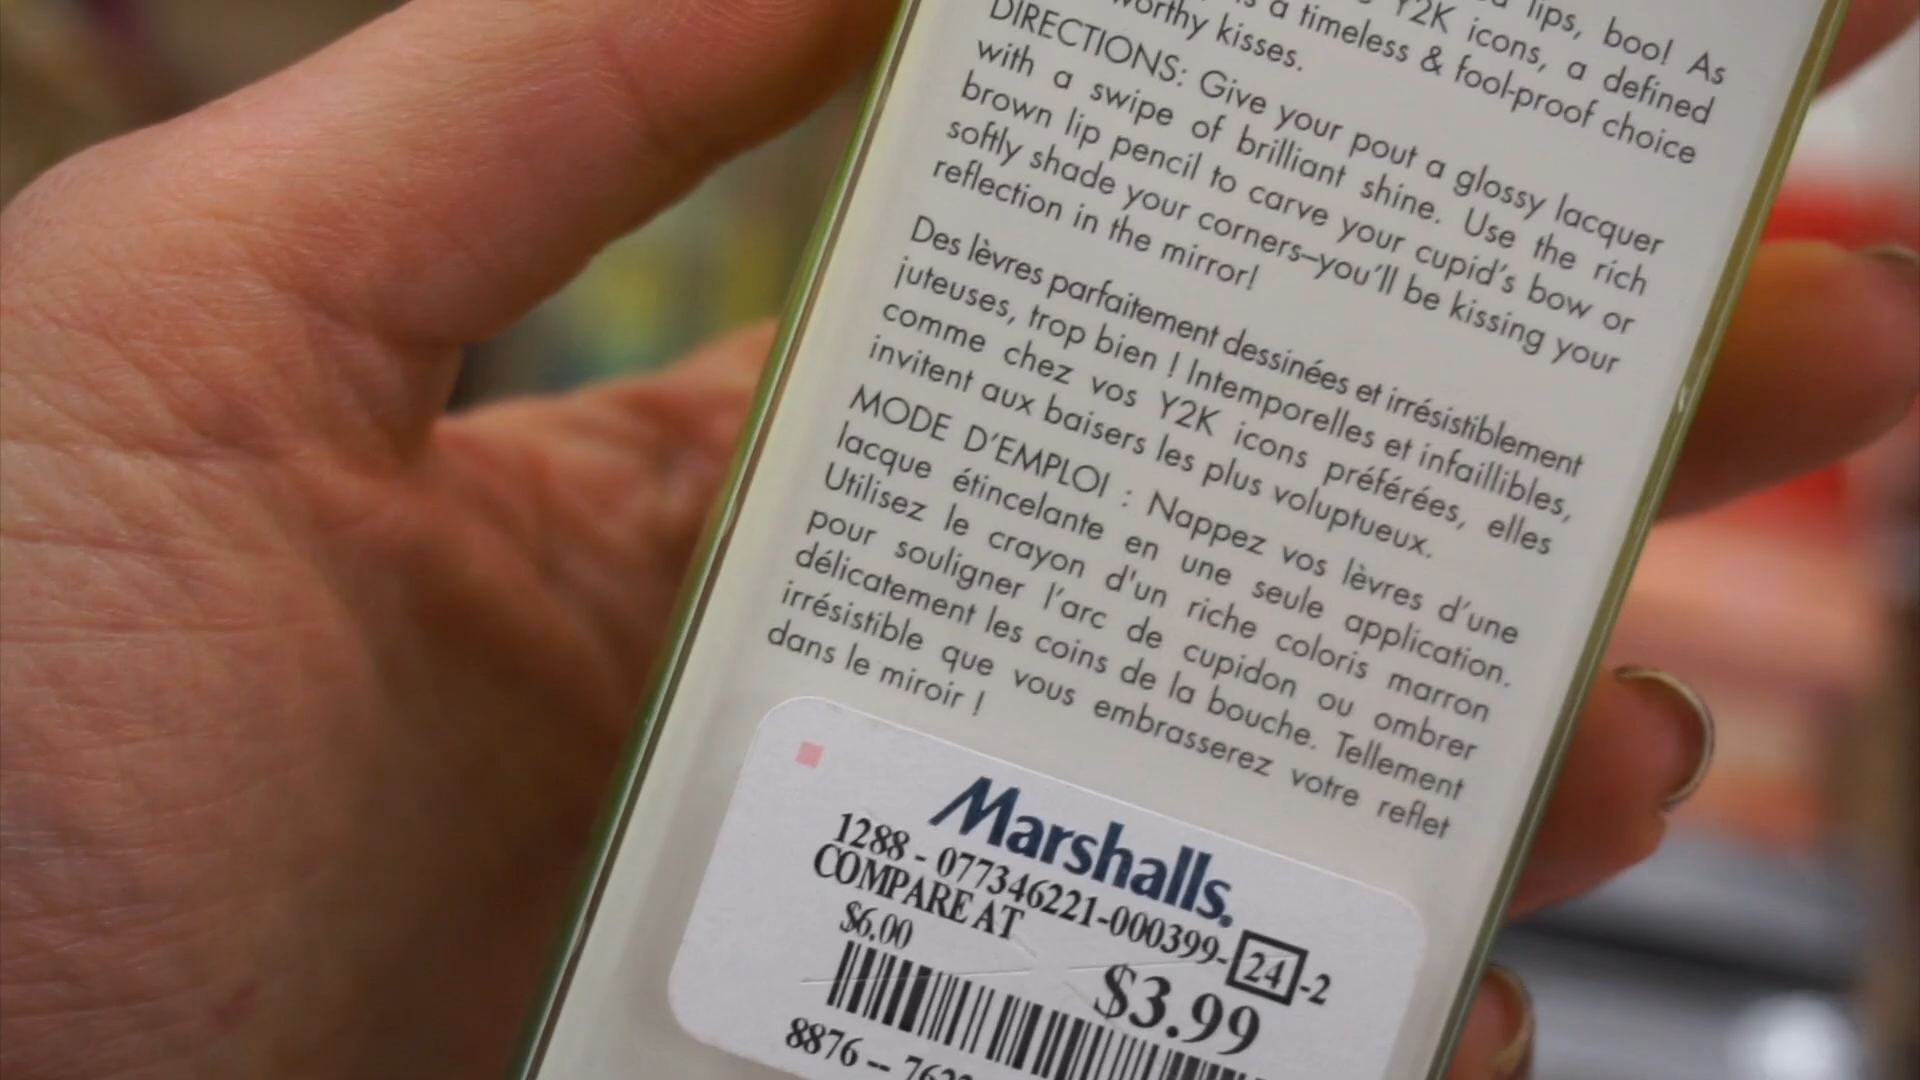 lips, boo! As
Y2K icons, a defined
is a timeless & fool-proof choice
worthy kisses.
DIRECTIONS: Give your pout a glossy lacquer
with a swipe of brilliant shine. Use the rich
brown lip pencil to carve your cupid's bow or
softly shade your corners–you'll be kissing your
reflection in the mirror!
Des lèvres parfaitement dessinées et irrésistiblement
juteuses, trop bien ! Intemporelles et infaillibles,
comme chez vos Y2K icons préférées, elles
invitent aux baisers les plus voluptueux.
MODE D'EMPLOI : Nappez vos lèvres d'une
lacque étincelante en une seule application.
Utilisez le crayon d'un riche coloris marron
pour souligner l'arc de cupidon ou ombrer
délicatement les coins de la bouche. Tellement
irrésistible que vous embrasserez votre reflet
dans le miroir !
Marshalls.
1288 - 077346221-000399-24-2
COMPARE AT
$6.00
$3.99
8876 --